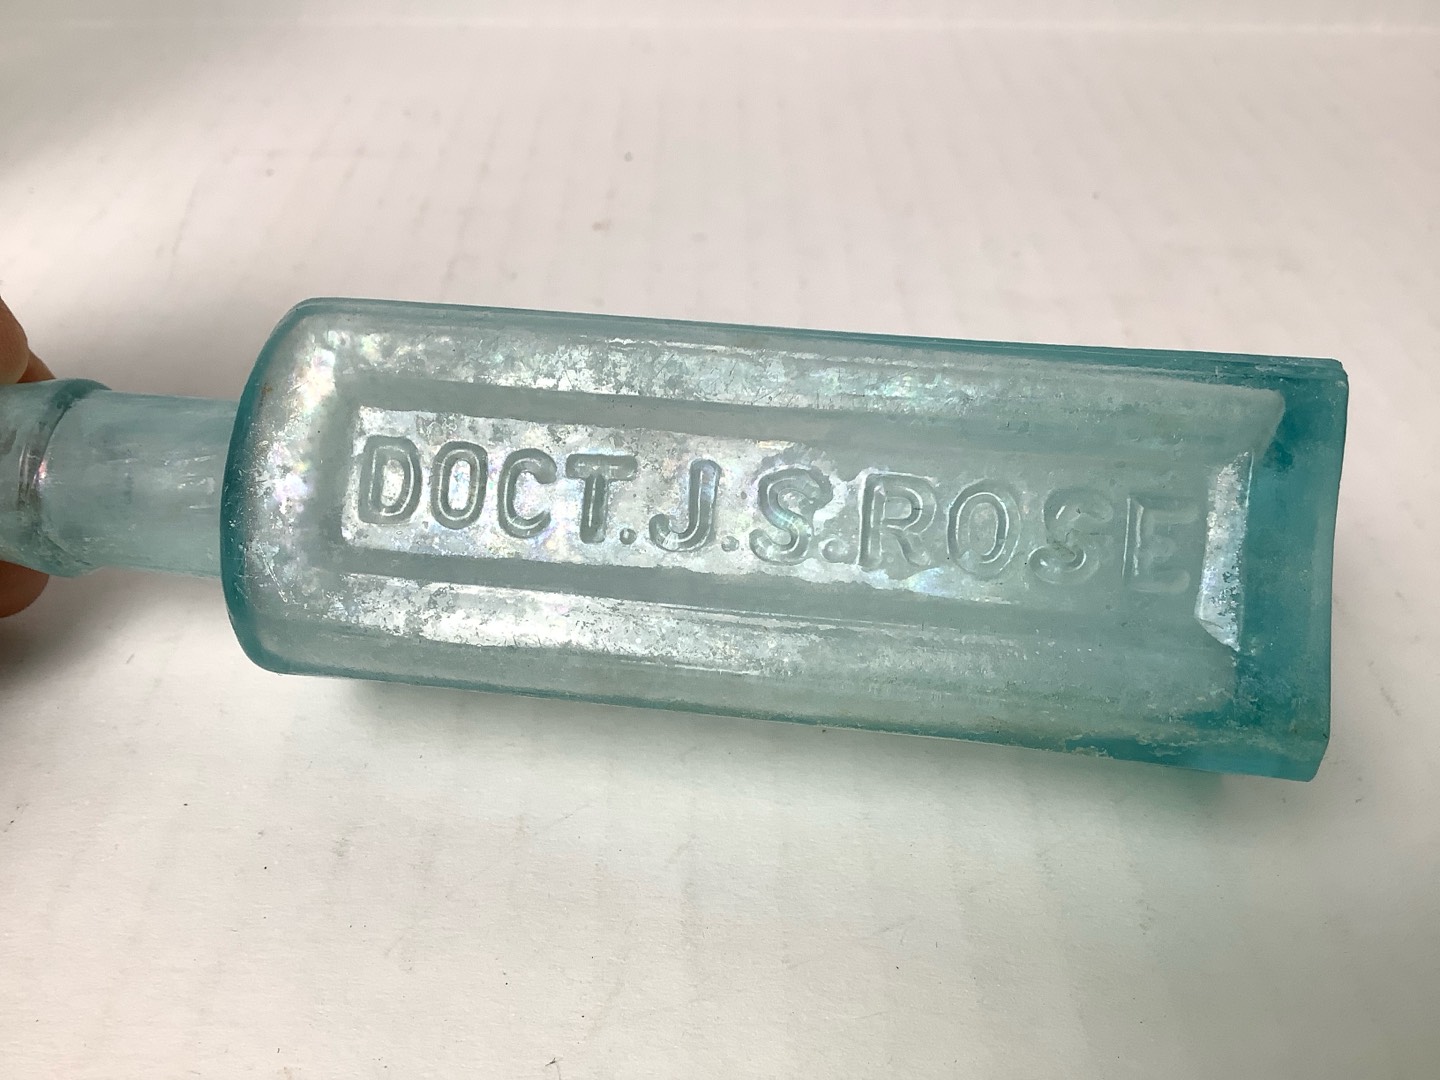 DOCT. J. S. ROSE